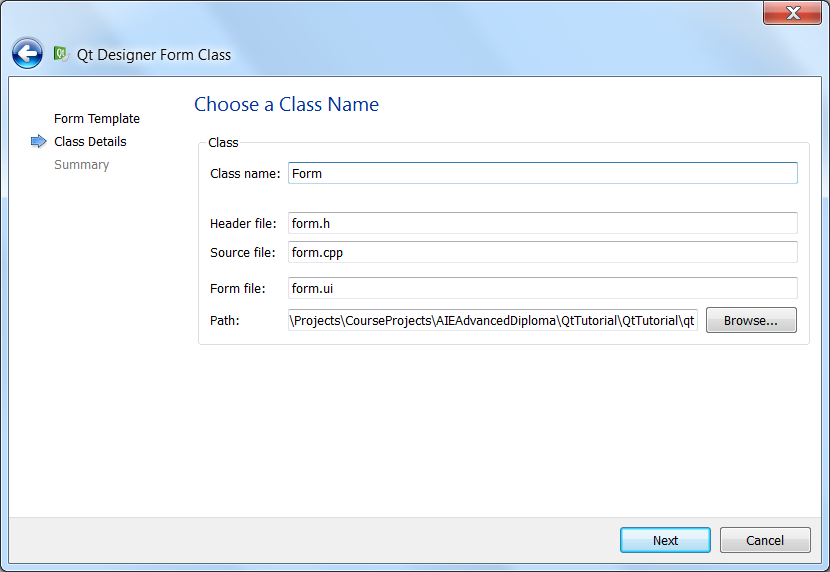 Qt Designer Form Class
Choose a Class Name
Form Template
Class Details
Summary
Class
Class name: Form
Header file: form.h
Source file: form.cpp
Form file: form.ui
Path: \Projects\CourseProjects\AIEAdvancedDiploma\QtTutorial\QtTutorial\qt Browse...
Next Cancel